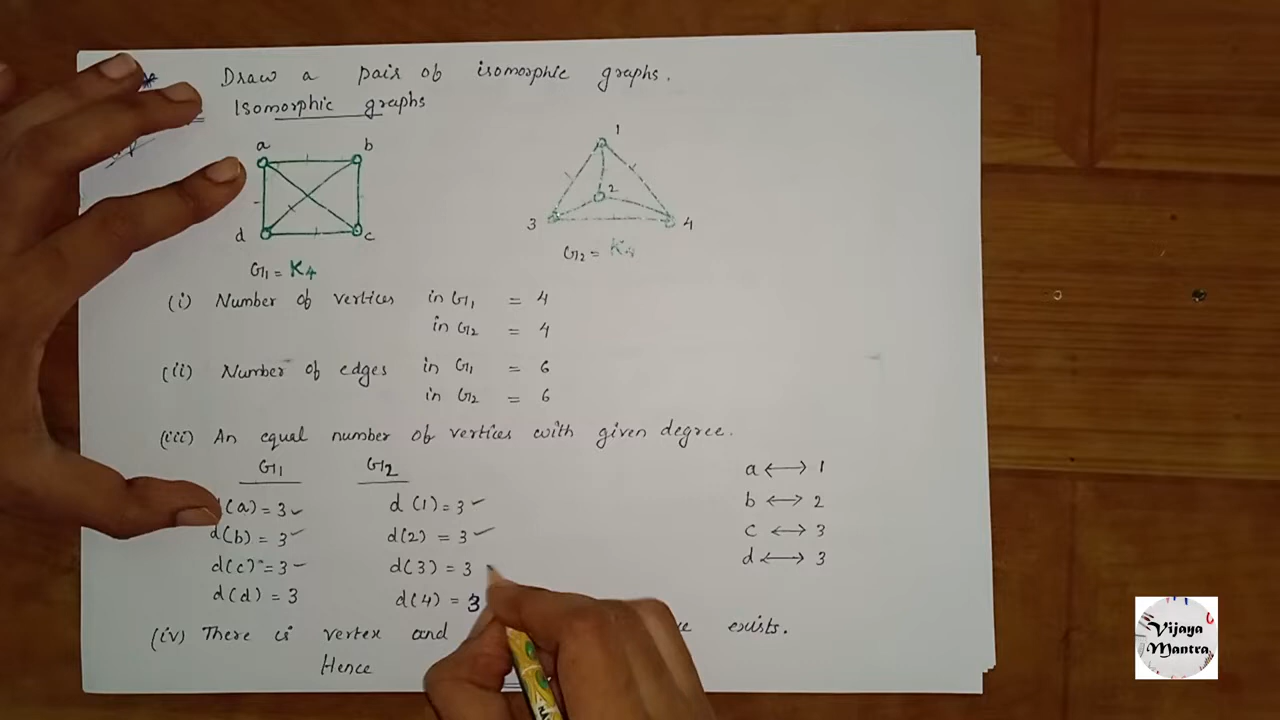 Draw a pair of isomorphic graphs.
Isomorphic graphs
a b
d c
G1 = K4
1
2
3 4
G2 = K4
(i) Number of vertices in G1 = 4
in G2 = 4
(ii) Number of edges in G1 = 6
in G2 = 6
(iii) An equal number of vertices with given degree.
G1 G2
d(a) = 3 d(1) = 3
d(b) = 3 d(2) = 3
d(c) = 3 d(3) = 3
d(d) = 3 d(4) = 3
a ⟷ 1
b ⟷ 2
c ⟷ 3
d ⟷ 3
(iv) There is vertex and exists.
Hence
Vijaya
Mantra